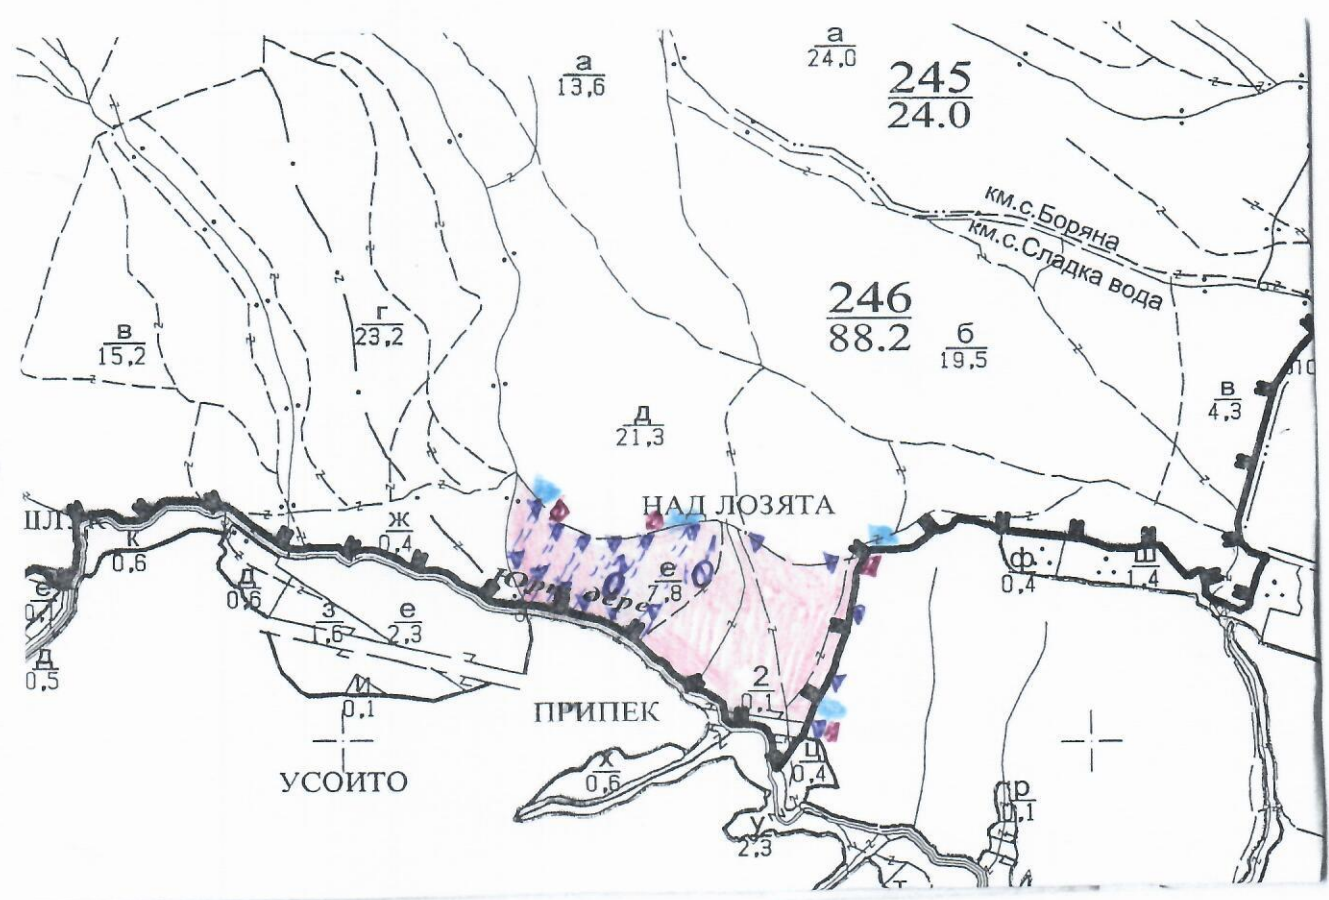 а
24,0
245
24.0
а
13,6
км.с.Боряна
км.с.Сладка вода
246
88.2
б
19,5
г
23,2
в
15,2
в
4,3
д
21,3
НАД ЛОЗЯТА
ж
0,4
к
0,6
е
7,8
ф
0,4
ш
1,4
д
0,6
з
1,6
е
2,3
дере
д
0,5
и
0,1
2
0,1
ПРИПЕК
ц
0,4
УСОИТО
х
0,6
р
у
2,3
т